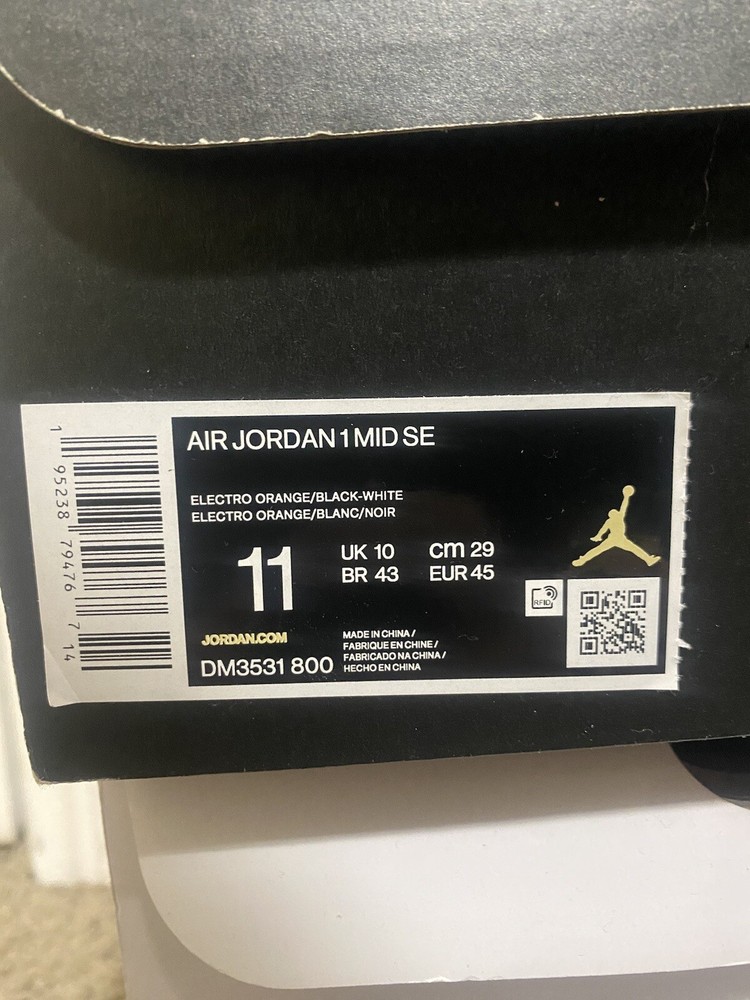 AIR JORDAN 1 MID SE
ELECTRO ORANGE/BLACK-WHITE
ELECTRO ORANGE/BLANC/NOIR
11
UK 10
cm 29
BR 43
EUR 45
RFID
JORDAN.COM
DM3531 800
MADE IN CHINA /
FABRIQUE EN CHINE /
FABRICADO NA CHINA /
HECHO EN CHINA
1 95238 79476 7 14